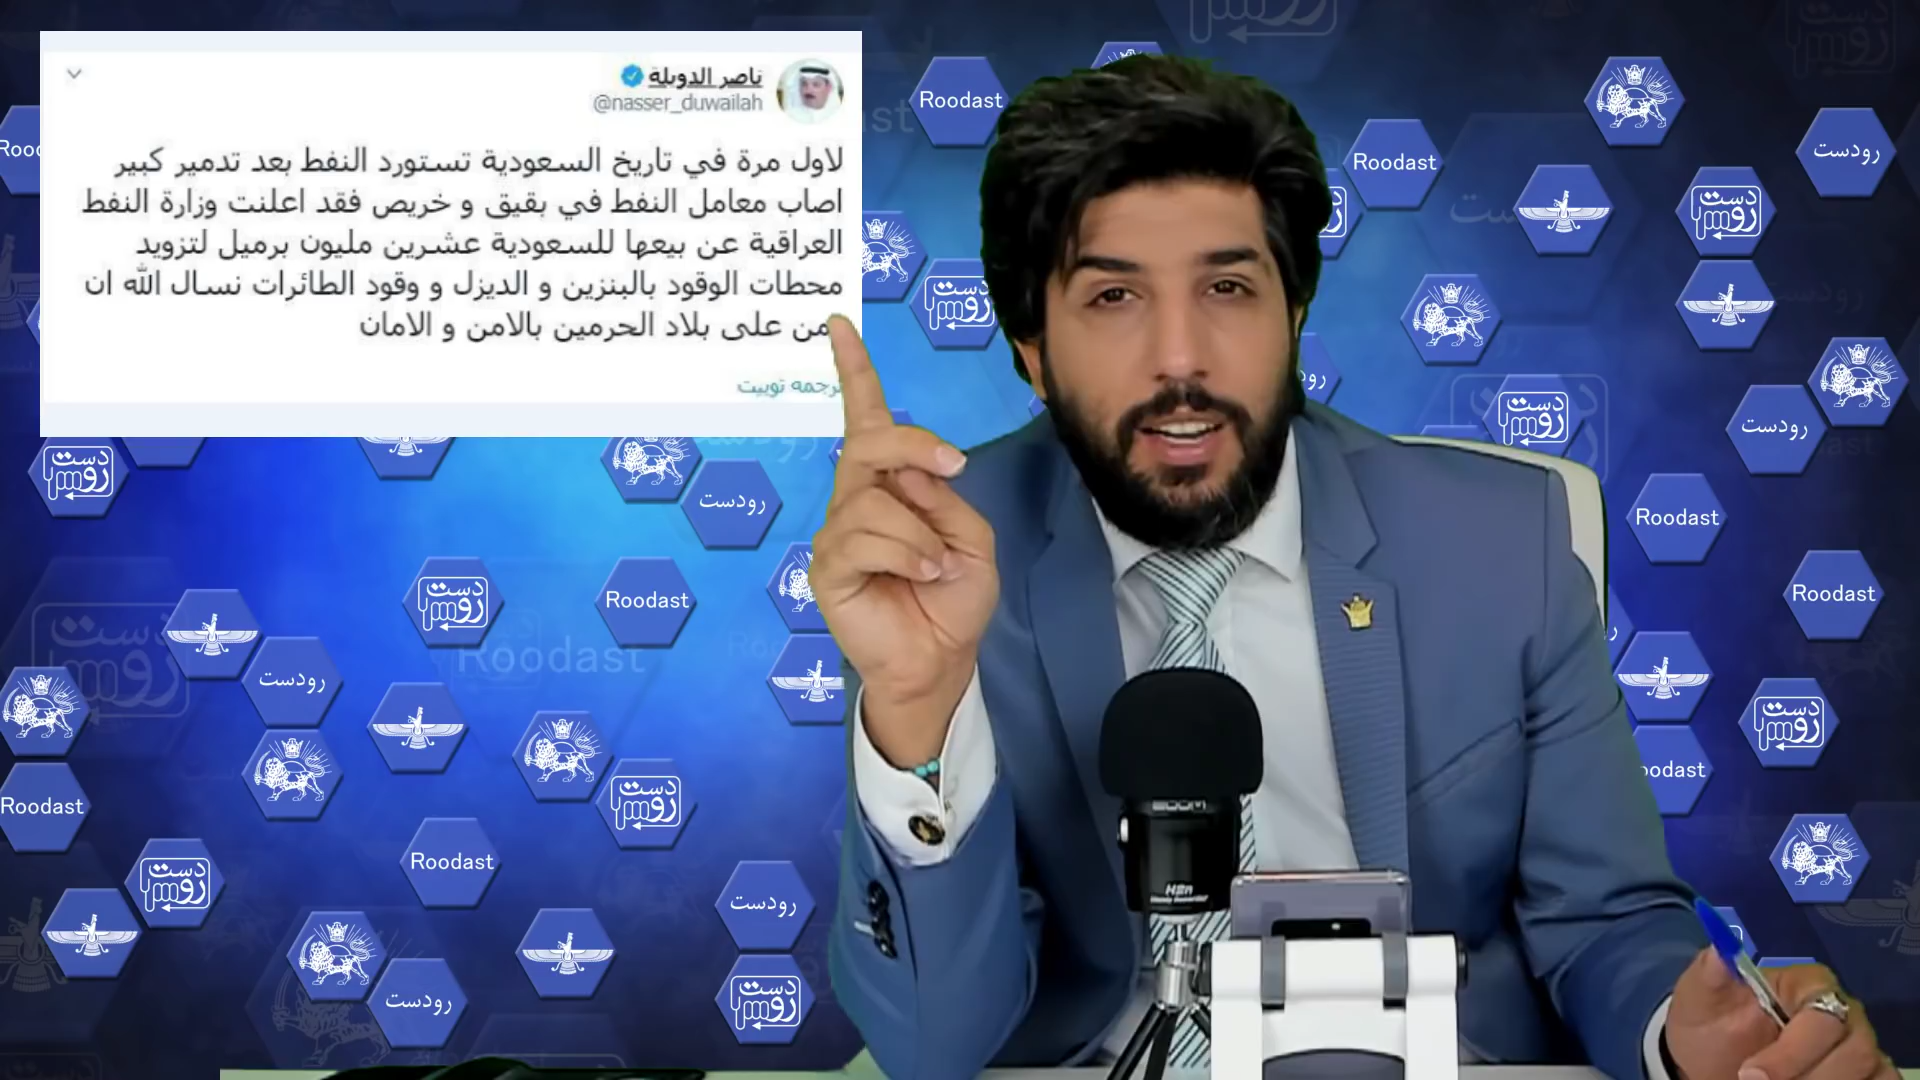 ناصر الدويلة
@nasser_duwailah
لاول مرة في تاريخ السعودية تستورد النفط بعد تدمير كبير
اصاب معامل النفط في بقيق و خريص فقد اعلنت وزارة النفط
العراقية عن بيعها للسعودية عشرين مليون برميل لتزويد
محطات الوقود بالبنزين و الديزل و وقود الطائرات نسال الله ان
من على بلاد الحرمين بالامن و الامان
ترجمه توییت
Roodast
Roodast
رودست
رودست
رودست
Roodast
رودست
Roodast
Roodast
رودست
Roodast
Roodast
رودست
رودست
zoom
H2n
Handy Recorder